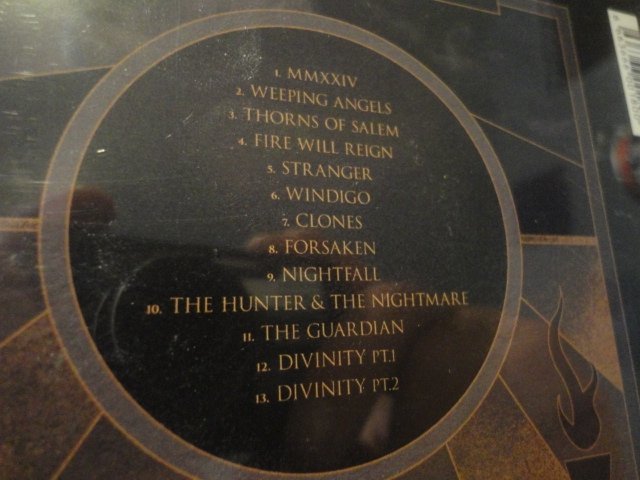 1. MMXXIV
2. WEEPING ANGELS
3. THORNS OF SALEM
4. FIRE WILL REIGN
5. STRANGER
6. WINDIGO
7. CLONES
8. FORSAKEN
9. NIGHTFALL
10. THE HUNTER & THE NIGHTMARE
11. THE GUARDIAN
12. DIVINITY PT.1
13. DIVINITY PT.2